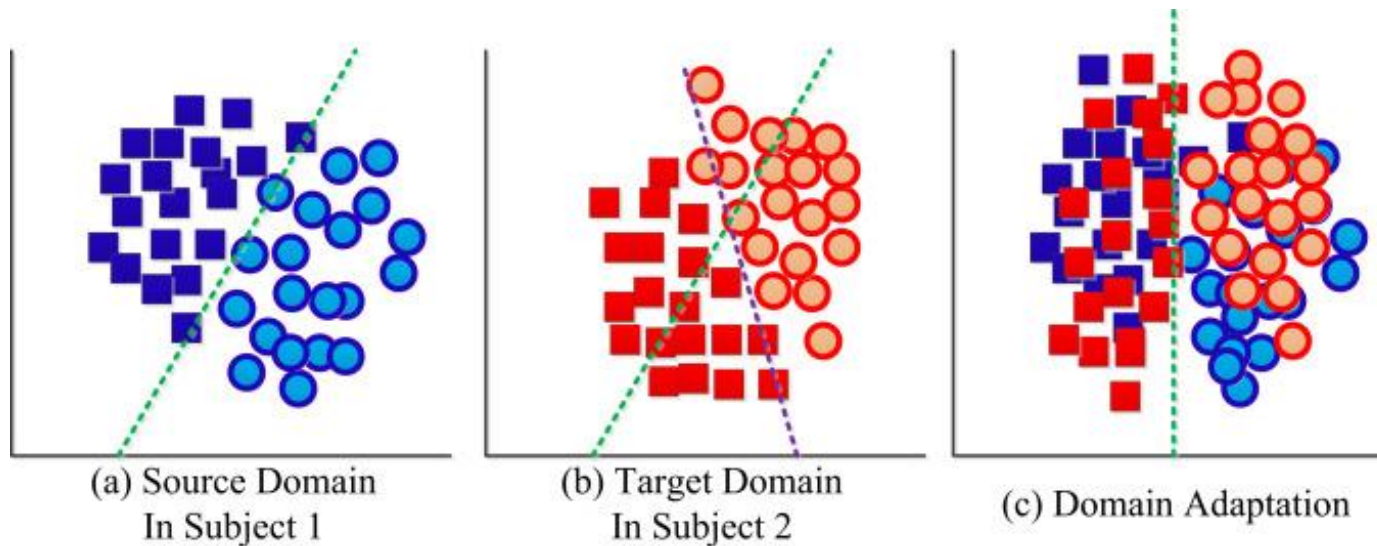 (a) Source Domain
In Subject 1
(b) Target Domain
In Subject 2
(c) Domain Adaptation